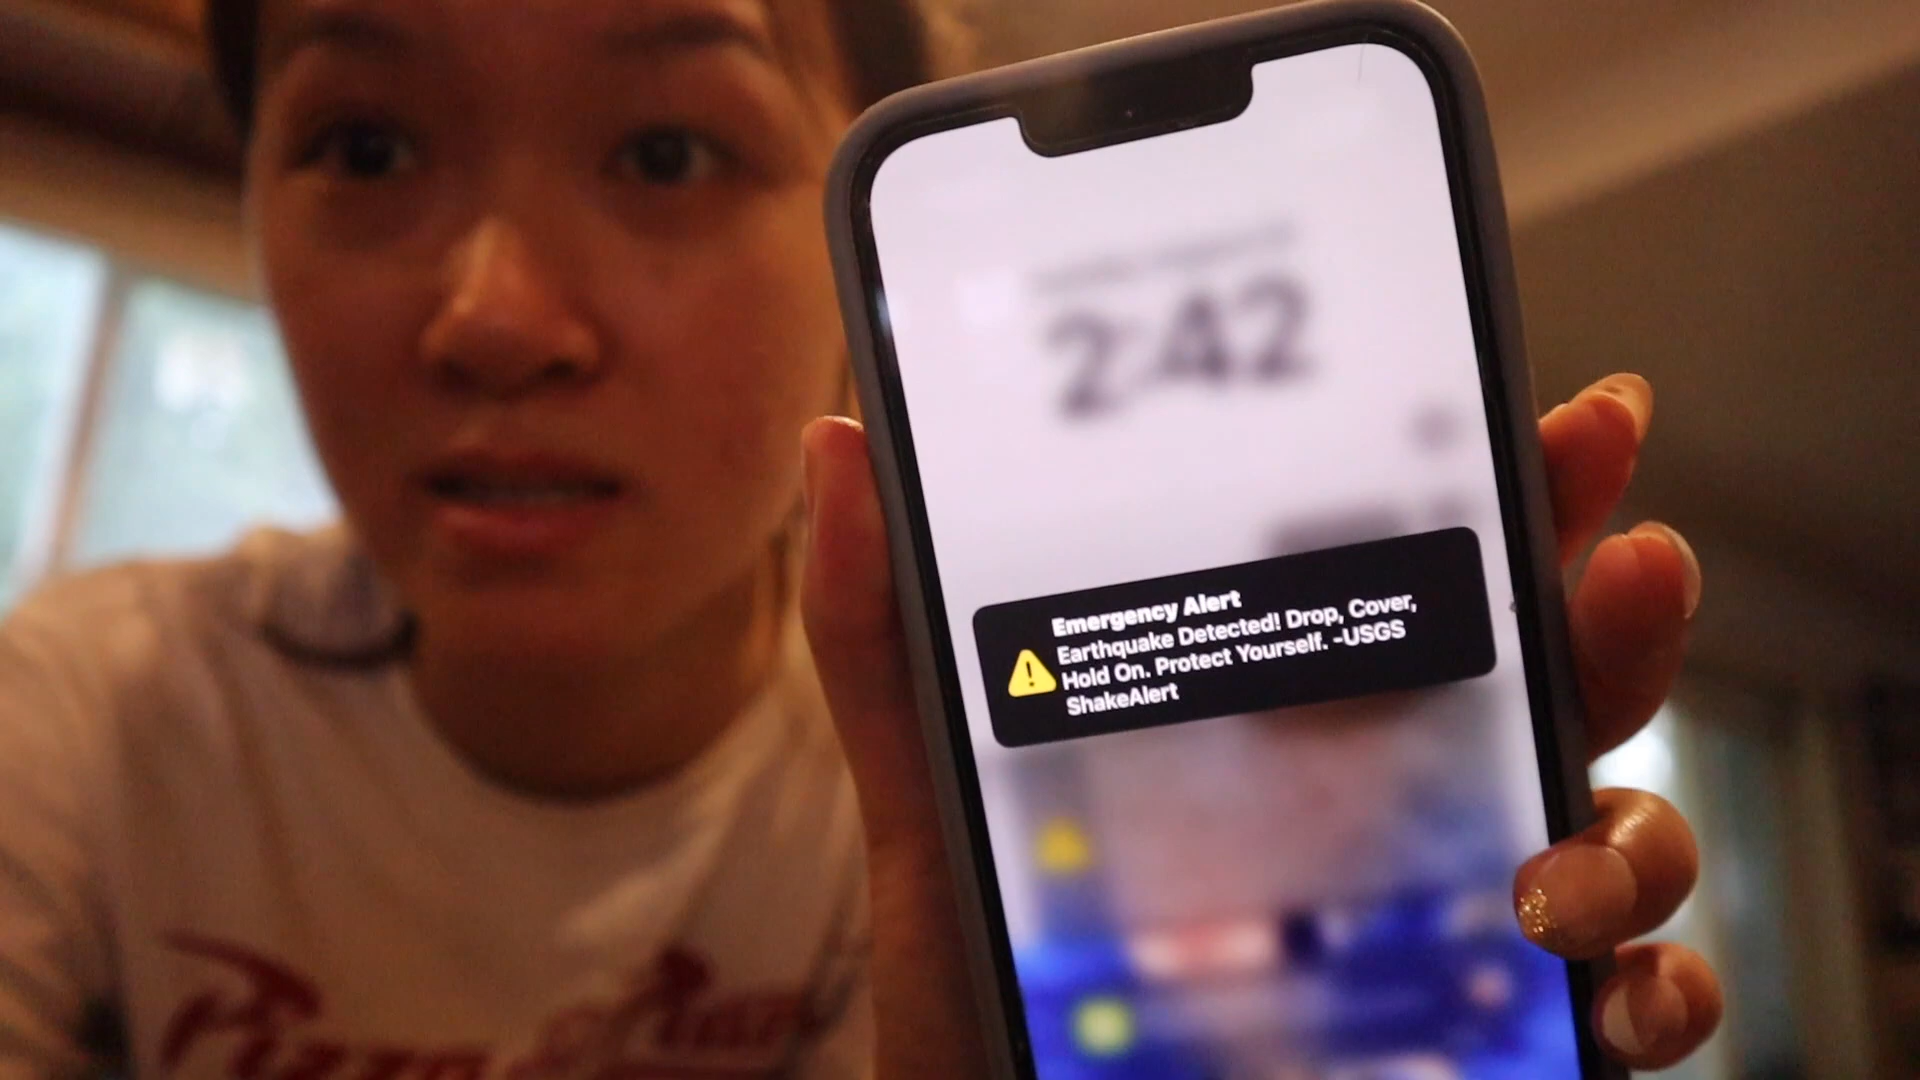 2:42
Emergency Alert
Earthquake Detected! Drop, Cover,
Hold On. Protect Yourself. -USGS
ShakeAlert